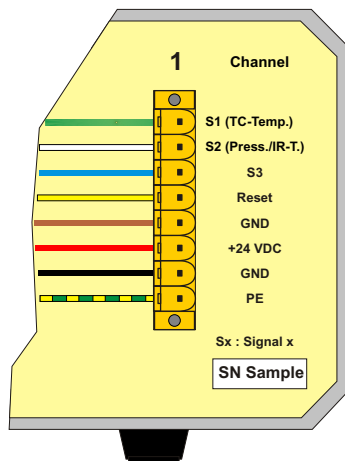 1 Channel
S1 (TC-Temp.)
S2 (Press./IR-T.)
S3
Reset
GND
+24 VDC
GND
PE
Sx : Signal x
SN Sample